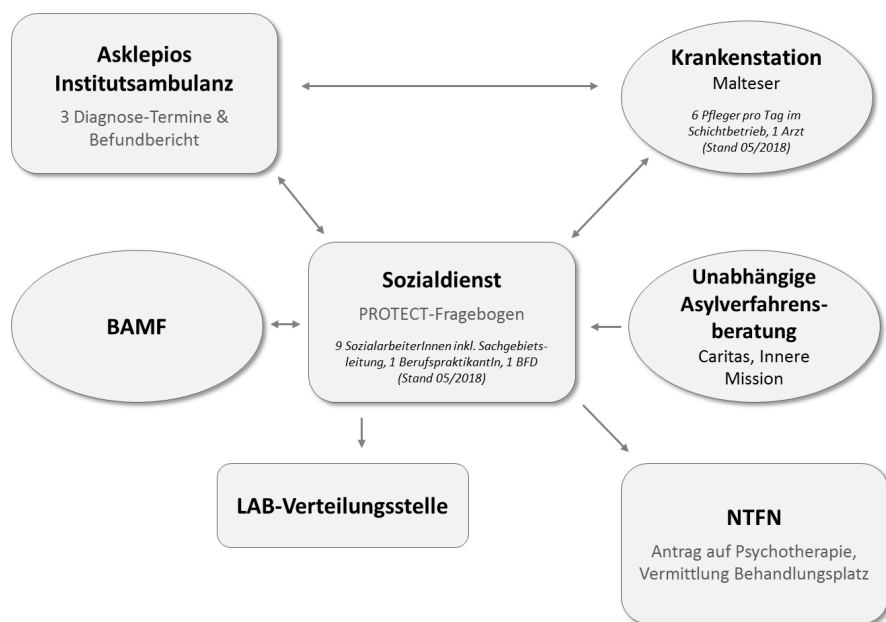 Asklepios
Institutsambulanz
3 Diagnose-Termine &
Befundbericht
Krankenstation
Malteser
6 Pfleger pro Tag im
Schichtbetrieb, 1 Arzt
(Stand 05/2018)
BAMF
Sozialdienst
PROTECT-Fragebogen
9 SozialarbeiterInnen inkl. Sachgebiets-
leitung, 1 BerufspraktikantIn, 1 BFD
(Stand 05/2018)
Unabhängige
Asylverfahrens-
beratung
Caritas, Innere
Mission
LAB-Verteilungsstelle
NTFN
Antrag auf Psychotherapie,
Vermittlung Behandlungsplatz